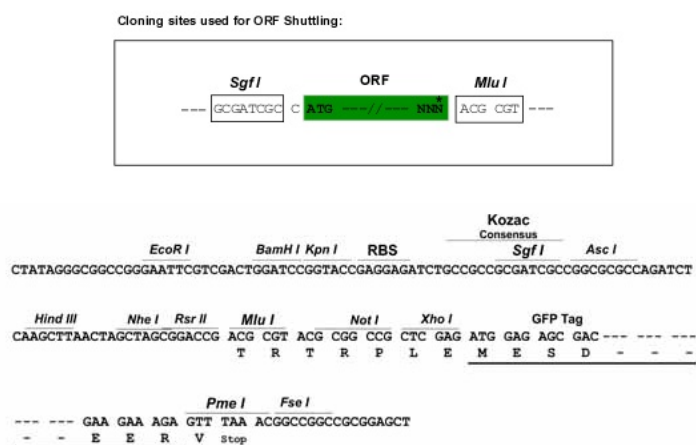 Cloning sites used for ORF Shuttling:
Sgf I ORF Mlu I
--- GCGATCGC C ATG ---//--- NNN* ACG CGT ---
Kozac
Consensus
EcoR I BamH I Kpn I RBS Sgf I Asc I
CTATAGGGCGGCCGGGAATTCGTCGACTGGATCCGGTACCGAGGAGATCTGCCGCCGCGATCGCCGGCGCGCCAGATCT
Hind III Nhe I Rsr II Mlu I Not I Xho I GFP Tag
CAAGCTTAACTAGCTAGCGGACCG ACG CGT ACG CGG CCG CTC GAG ATG GAG AGC GAC --- --- ---
T R T R P L E M E S D - - -
Pme I Fse I
--- --- GAA GAA AGA GTT TAA ACGGCCGGCCGCGGAGCT
- - E E R V Stop